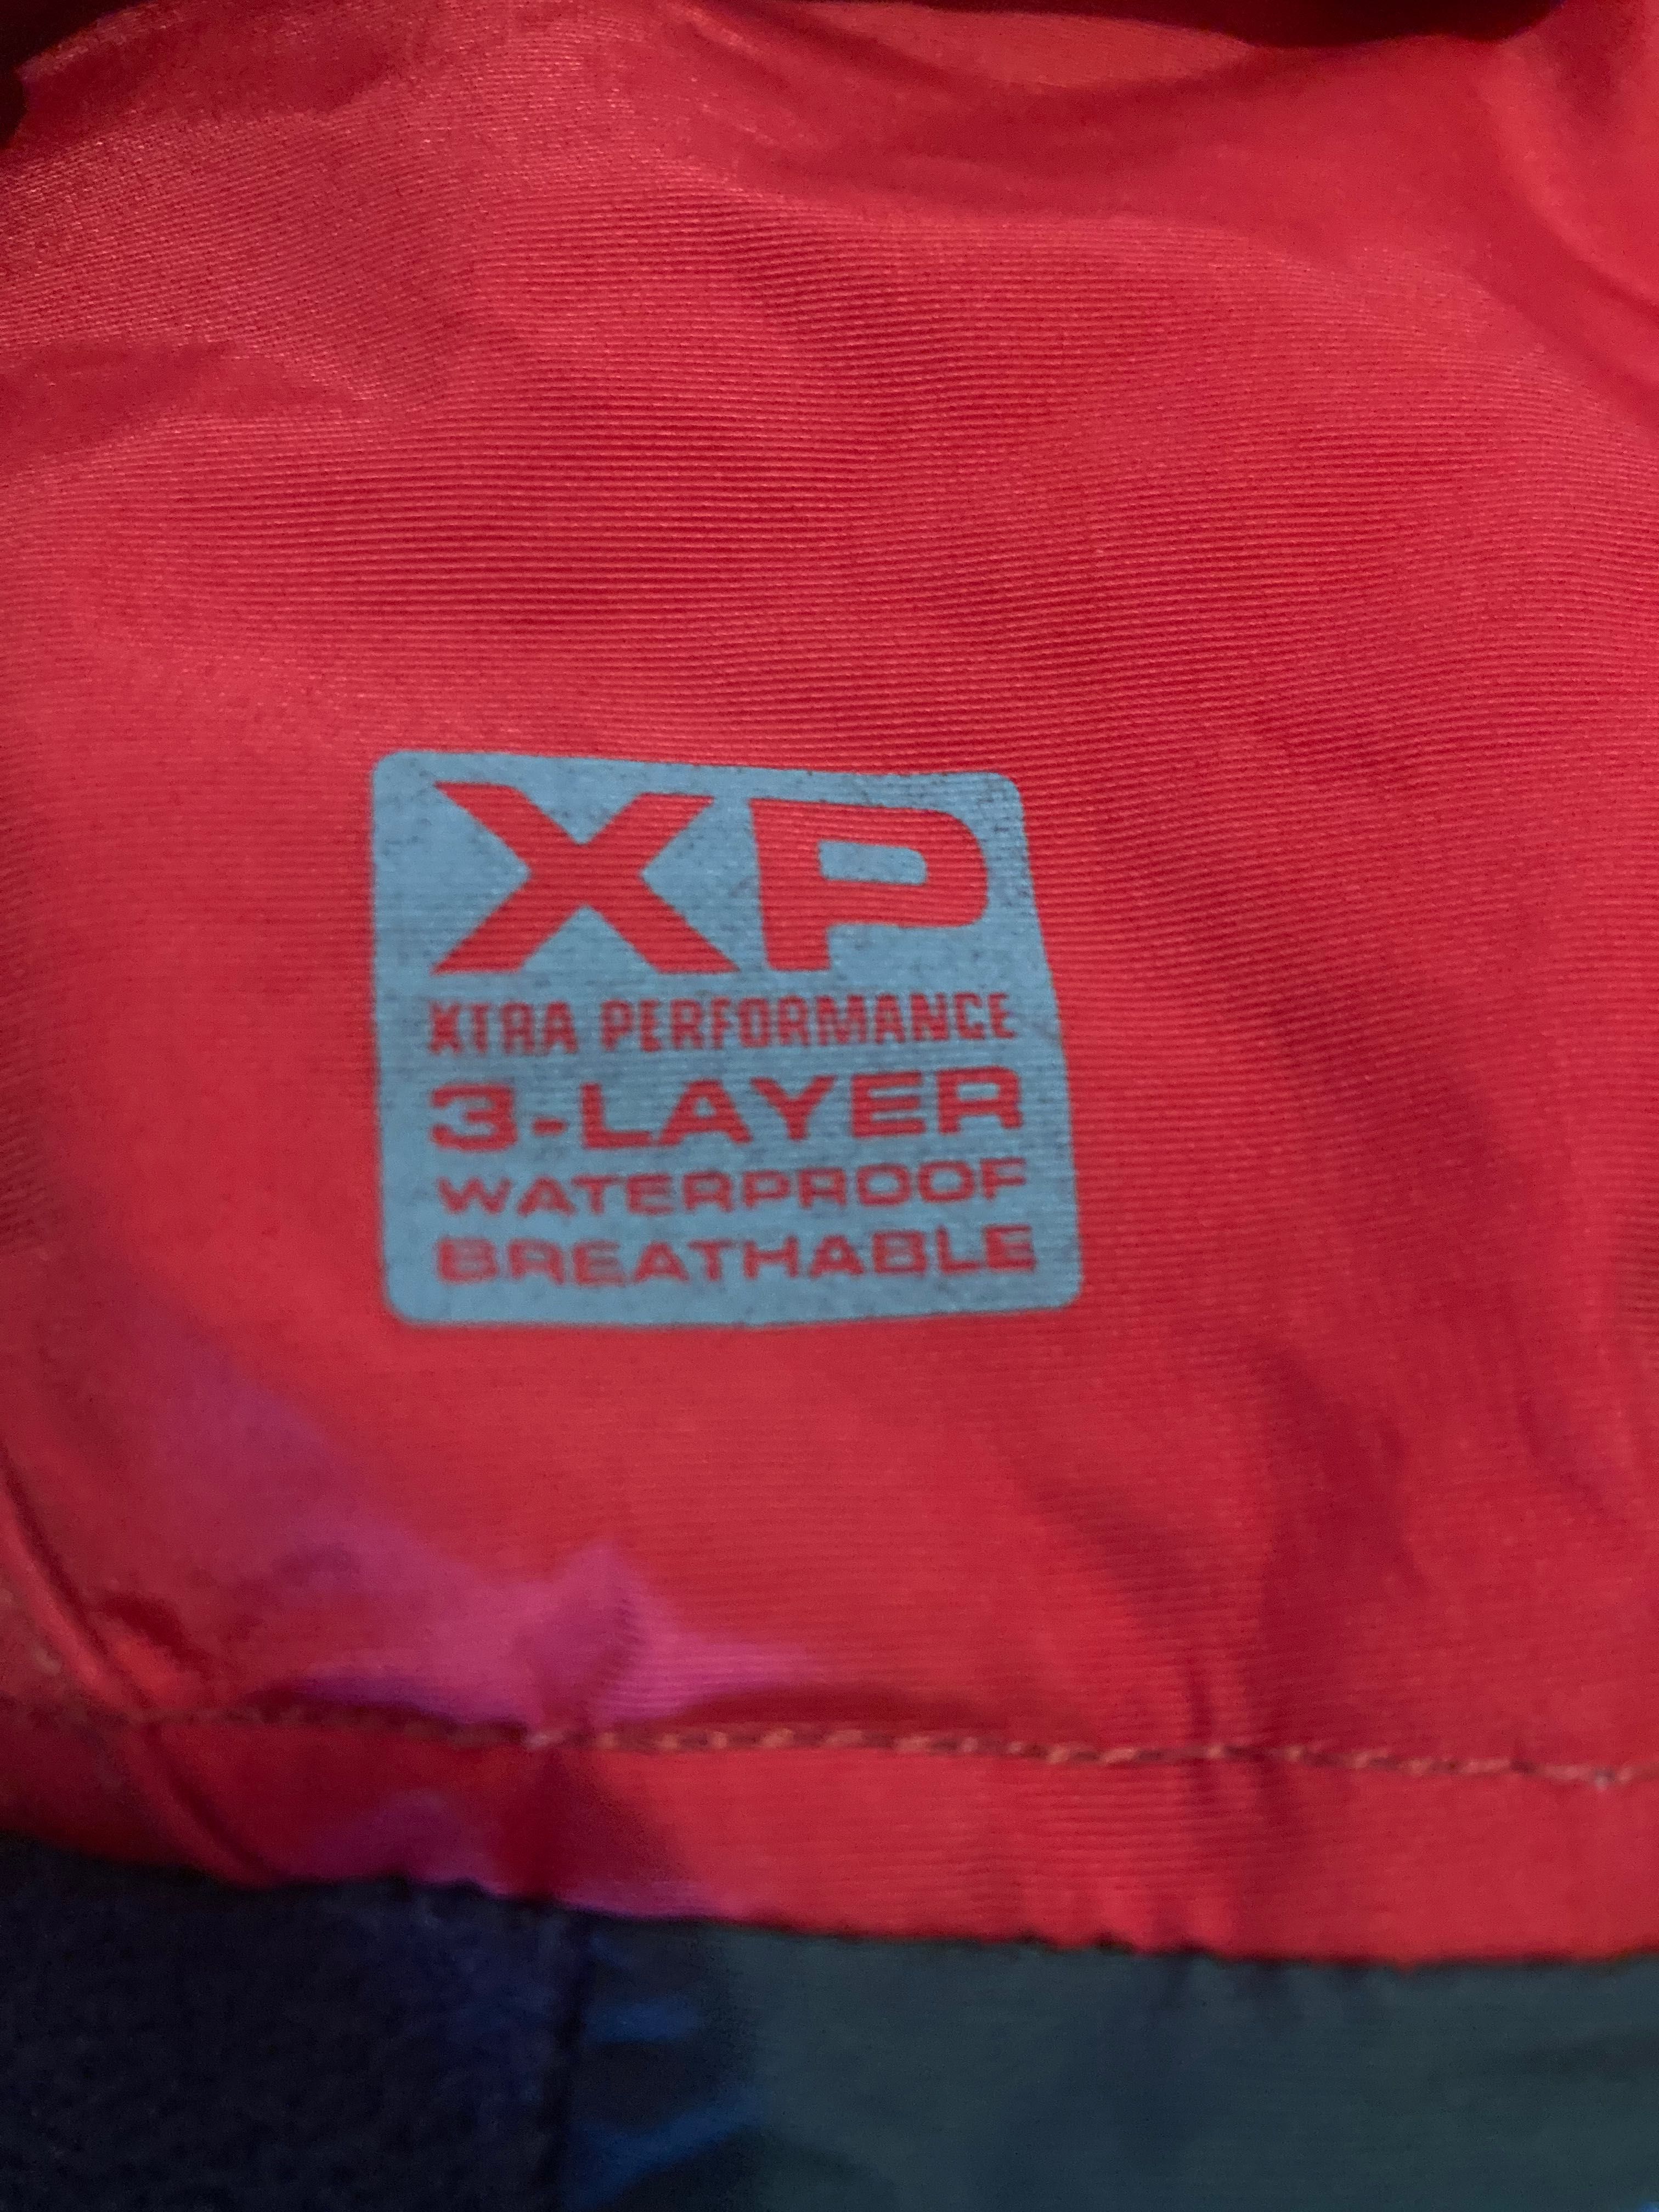 XP
XTRA PERFORMANCE
3-LAYER
WATERPROOF
BREATHABLE